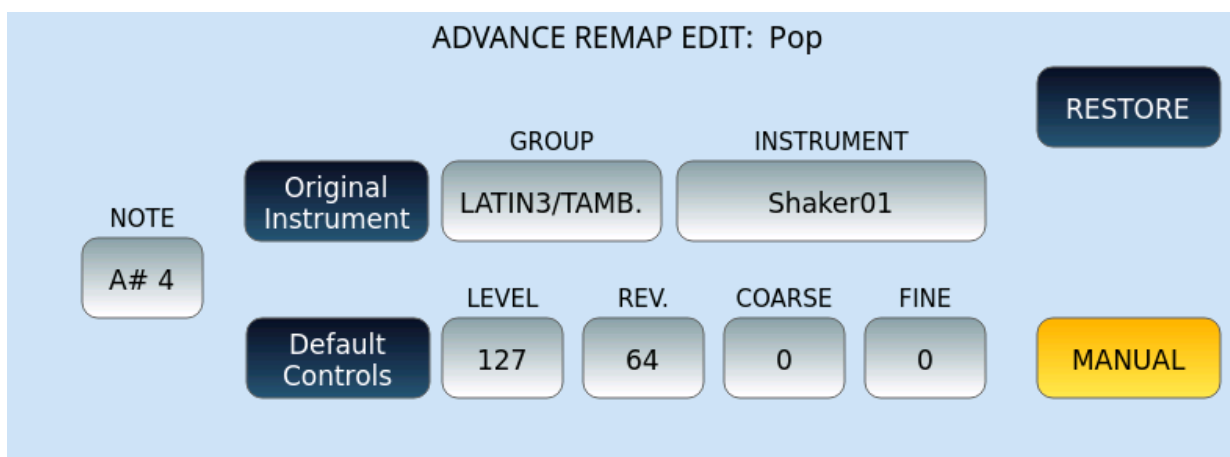 ADVANCE REMAP EDIT: Pop
RESTORE
GROUP
INSTRUMENT
Original
Instrument
LATIN3/TAMB.
Shaker01
NOTE
A# 4
LEVEL
REV.
COARSE
FINE
Default
Controls
127
64
0
0
MANUAL